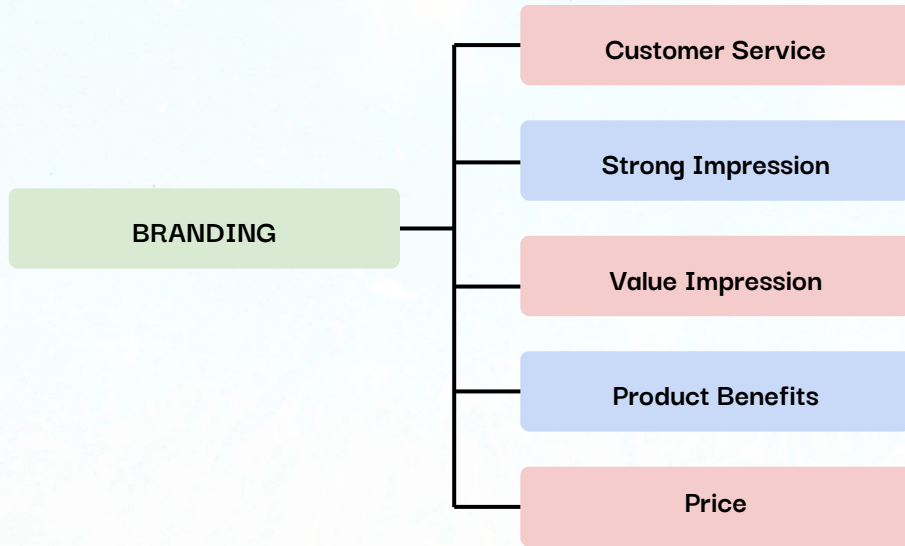 BRANDING
Customer Service
Strong Impression
Value Impression
Product Benefits
Price